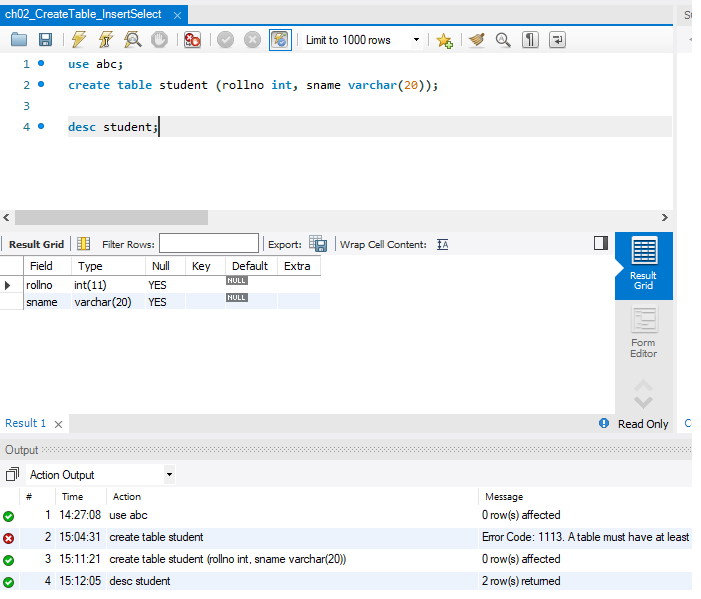 ch02_CreateTable_InsertSelect
Limit to 1000 rows
1 use abc;
2 create table student (rollno int, sname varchar(20));
3
4 desc student;
Result Grid Filter Rows: Export: Wrap Cell Content:
Field Type Null Key Default Extra
rollno int(11) YES NULL
sname varchar(20) YES NULL
Result
Grid
Form
Editor
Result 1 Read Only
Output
Action Output
# Time Action Message
1 14:27:08 use abc 0 row(s) affected
2 15:04:31 create table student Error Code: 1113. A table must have at least
3 15:11:21 create table student (rollno int, sname varchar(20)) 0 row(s) affected
4 15:12:05 desc student 2 row(s) returned